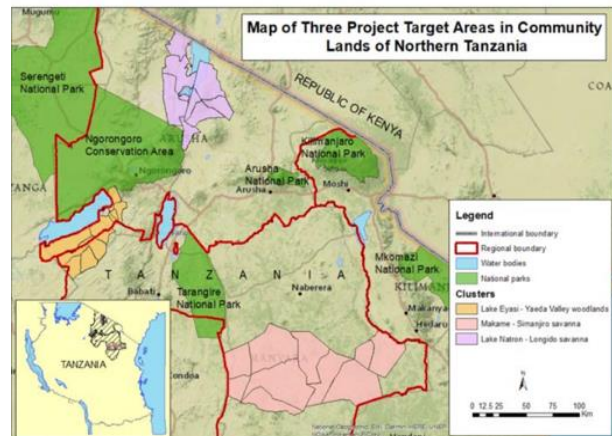 Map of Three Project Target Areas in Community
Lands of Northern Tanzania
Serengeti
National Park
REPUBLIC OF KENYA
Ngorongoro
Conservation Area
Ngorongoro
Kilimanjaro
National Park
Arusha
National Park
Arusha
Moshi
TANZANIA
Mkomazi
National Park
Babati
Tarangire
National Park
Naberera
Makanya
Hedaru
Legend
International boundary
Regional boundary
Water bodies
National parks
Clusters
Lake Eyasi - Yaeda Valley woodlands
Makame - Simanjiro savanna
Lake Natron - Longido savanna
N
0 12.5 25 50 75 100
Km
TANZANIA